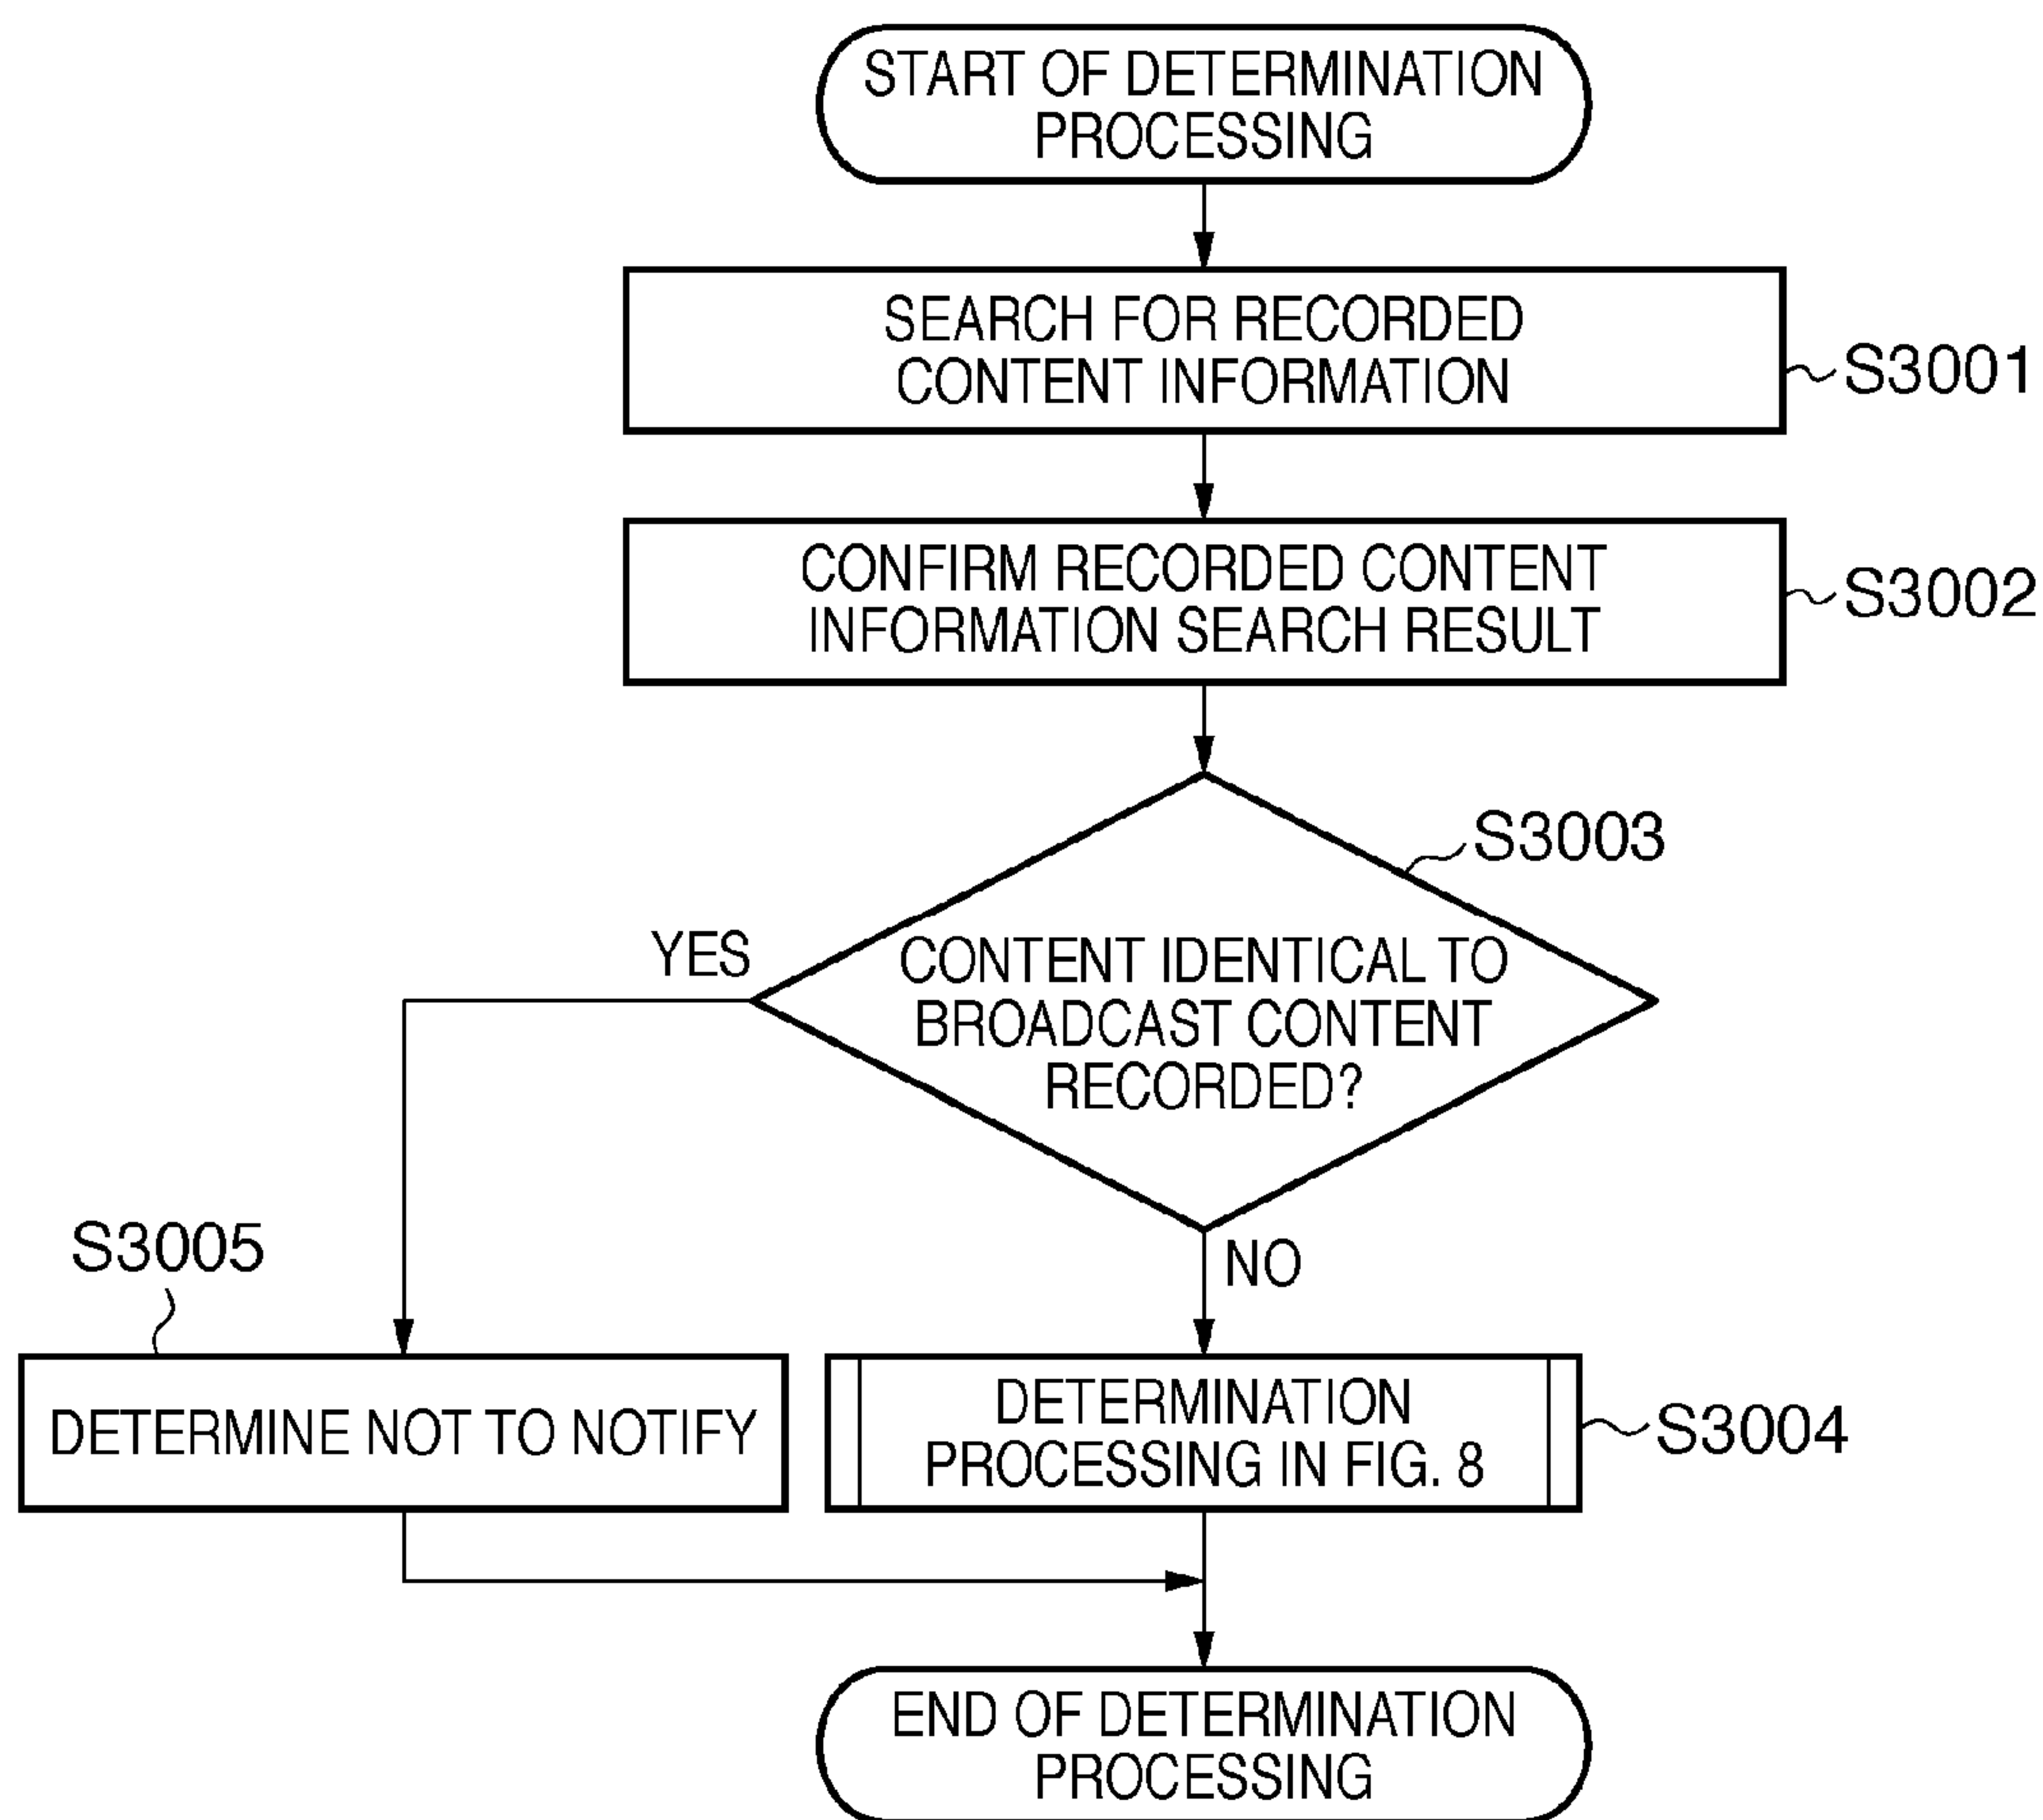 START OF DETERMINATION
PROCESSING
SEARCH FOR RECORDED
CONTENT INFORMATION
S3001
CONFIRM RECORDED CONTENT
INFORMATION SEARCH RESULT
S3002
S3003
YES
CONTENT IDENTICAL TO
BROADCAST CONTENT
RECORDED?
NO
S3005
DETERMINE NOT TO NOTIFY
DETERMINATION
PROCESSING IN FIG. 8
S3004
END OF DETERMINATION
PROCESSING